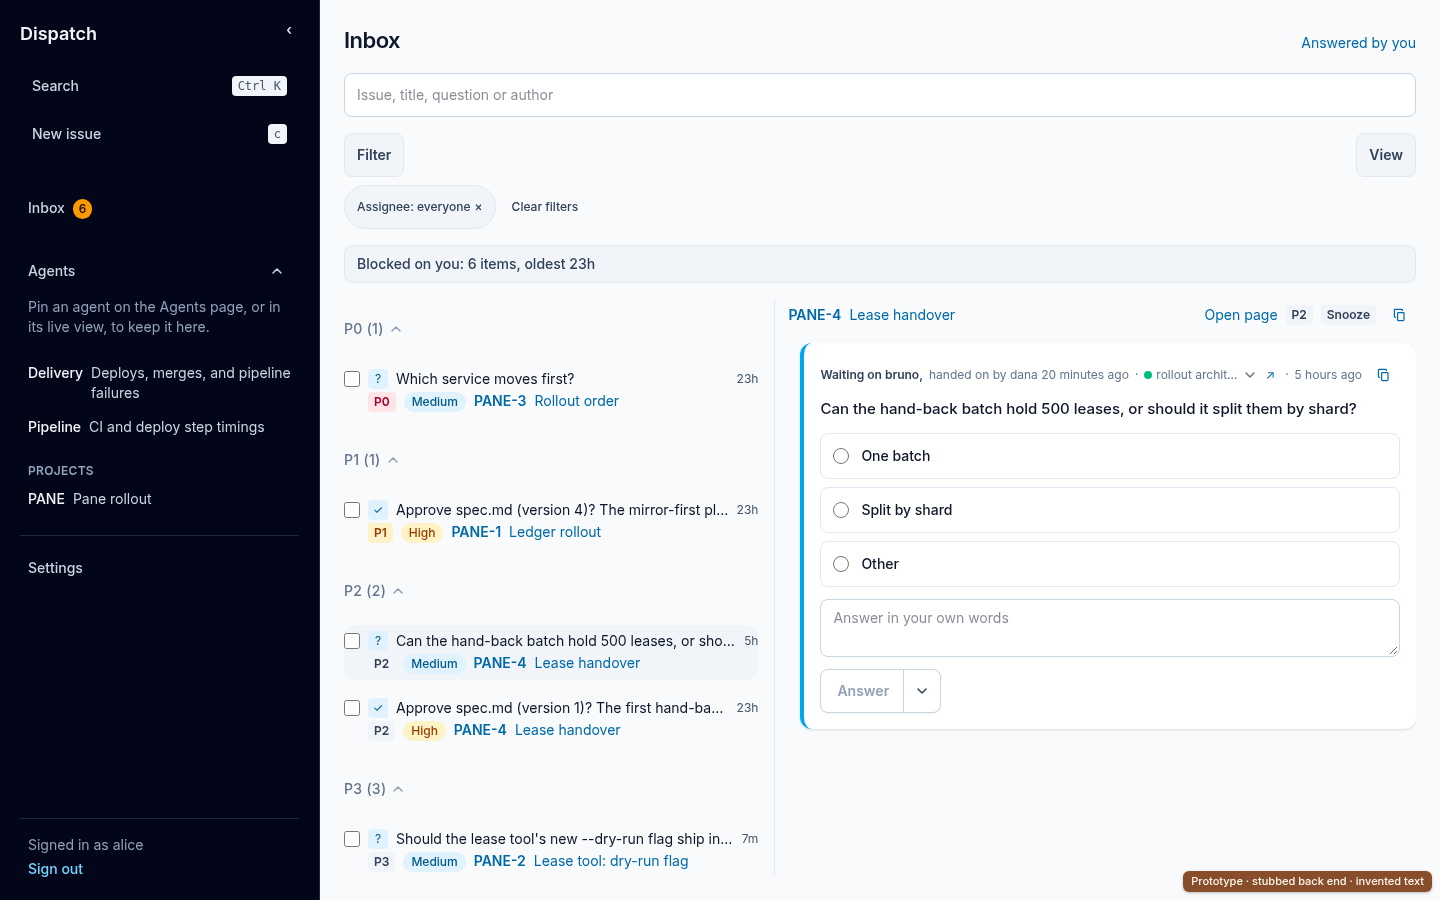 Dispatch
Search
Ctrl K
New issue
c
Inbox 6
Agents
Pin an agent on the Agents page, or in
its live view, to keep it here.
Delivery Deploys, merges, and pipeline
failures
Pipeline CI and deploy step timings
PROJECTS
PANE Pane rollout
Settings
Signed in as alice
Sign out
Inbox
Answered by you
Issue, title, question or author
Filter
View
Assignee: everyone ×
Clear filters
Blocked on you: 6 items, oldest 23h
P0 (1)
? Which service moves first? 23h
P0 Medium PANE-3 Rollout order
P1 (1)
Approve spec.md (version 4)? The mirror-first pl... 23h
P1 High PANE-1 Ledger rollout
P2 (2)
? Can the hand-back batch hold 500 leases, or sho... 5h
P2 Medium PANE-4 Lease handover
Approve spec.md (version 1)? The first hand-ba... 23h
P2 High PANE-4 Lease handover
P3 (3)
? Should the lease tool's new --dry-run flag ship in... 7m
P3 Medium PANE-2 Lease tool: dry-run flag
PANE-4 Lease handover
Open page P2 Snooze
Waiting on bruno, handed on by dana 20 minutes ago · rollout archit... · 5 hours ago
Can the hand-back batch hold 500 leases, or should it split them by shard?
One batch
Split by shard
Other
Answer in your own words
Answer
Prototype · stubbed back end · invented text